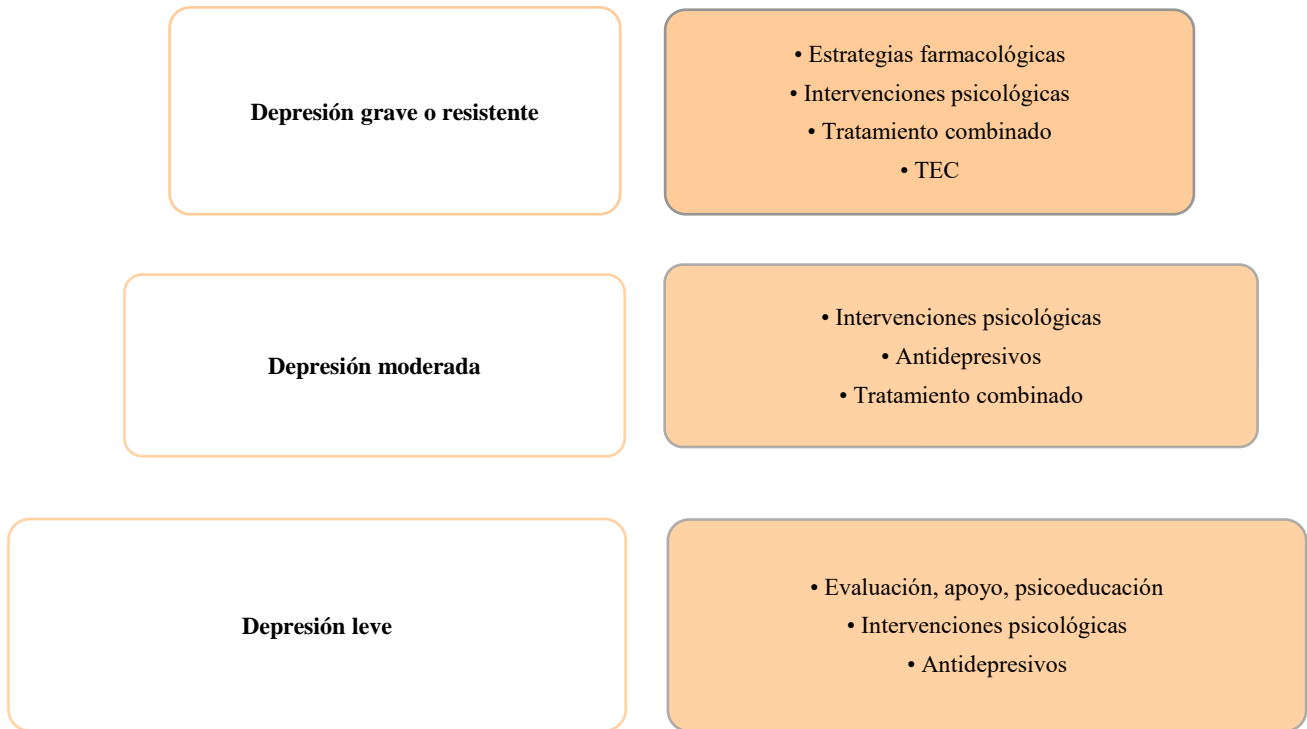 Depresión grave o resistente
• Estrategias farmacológicas
• Intervenciones psicológicas
• Tratamiento combinado
• TEC
Depresión moderada
• Intervenciones psicológicas
• Antidepresivos
• Tratamiento combinado
Depresión leve
• Evaluación, apoyo, psicoeducación
• Intervenciones psicológicas
• Antidepresivos